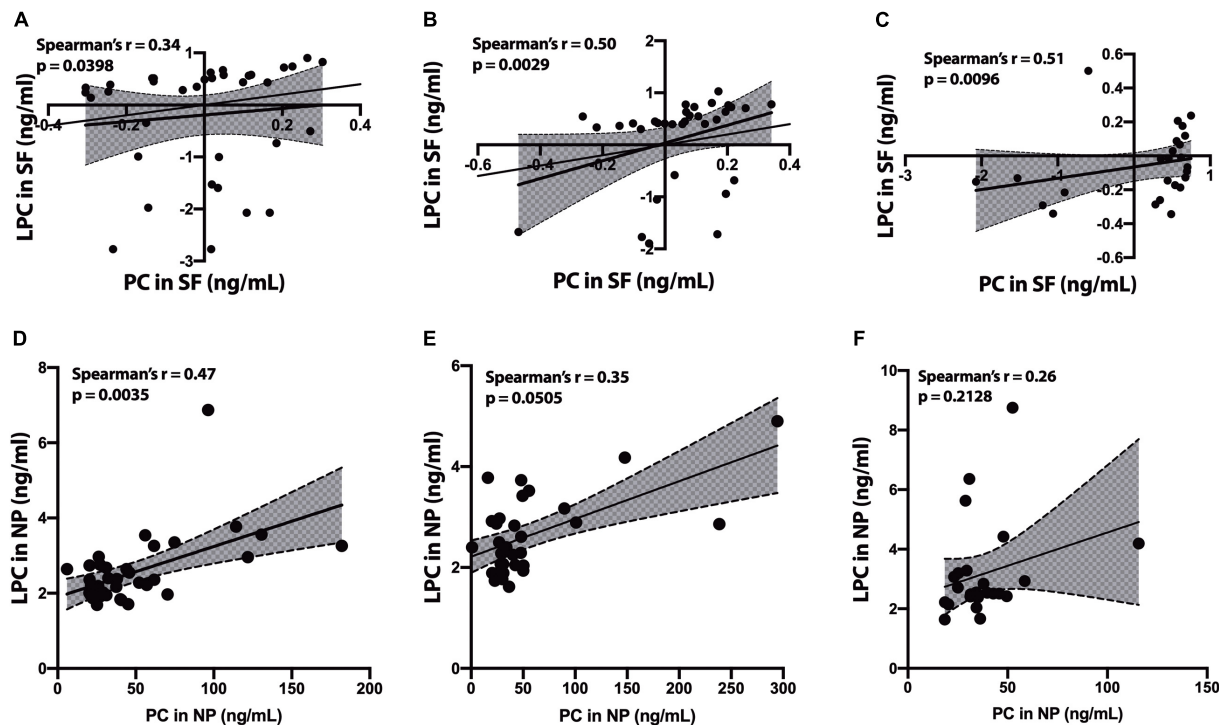 A
Spearman's r = 0.34
p = 0.0398
LPC in SF (ng/ml)
1
-0.4
-0.2
0.2
0.4
-1
-2
-3
PC in SF (ng/mL)
B
Spearman's r = 0.50
p = 0.0029
LPC in SF (ng/ml)
2
1
-0.6
-0.4
-0.2
0.2
0.4
-1
-2
PC in SF (ng/mL)
C
Spearman's r = 0.51
p = 0.0096
LPC in SF (ng/ml)
0.6
0.4
0.2
-3
-2
-1
1
-0.2
-0.4
-0.6
PC in SF (ng/mL)
D
Spearman's r = 0.47
p = 0.0035
LPC in NP (ng/ml)
8
6
4
2
0
0 50 100 150 200
PC in NP (ng/mL)
E
Spearman's r = 0.35
p = 0.0505
LPC in NP (ng/ml)
6
4
2
0
0 50 100 150 200 250 300
PC in NP (ng/mL)
F
Spearman's r = 0.26
p = 0.2128
LPC in NP (ng/ml)
10
8
6
4
2
0
0 50 100 150
PC in NP (ng/mL)